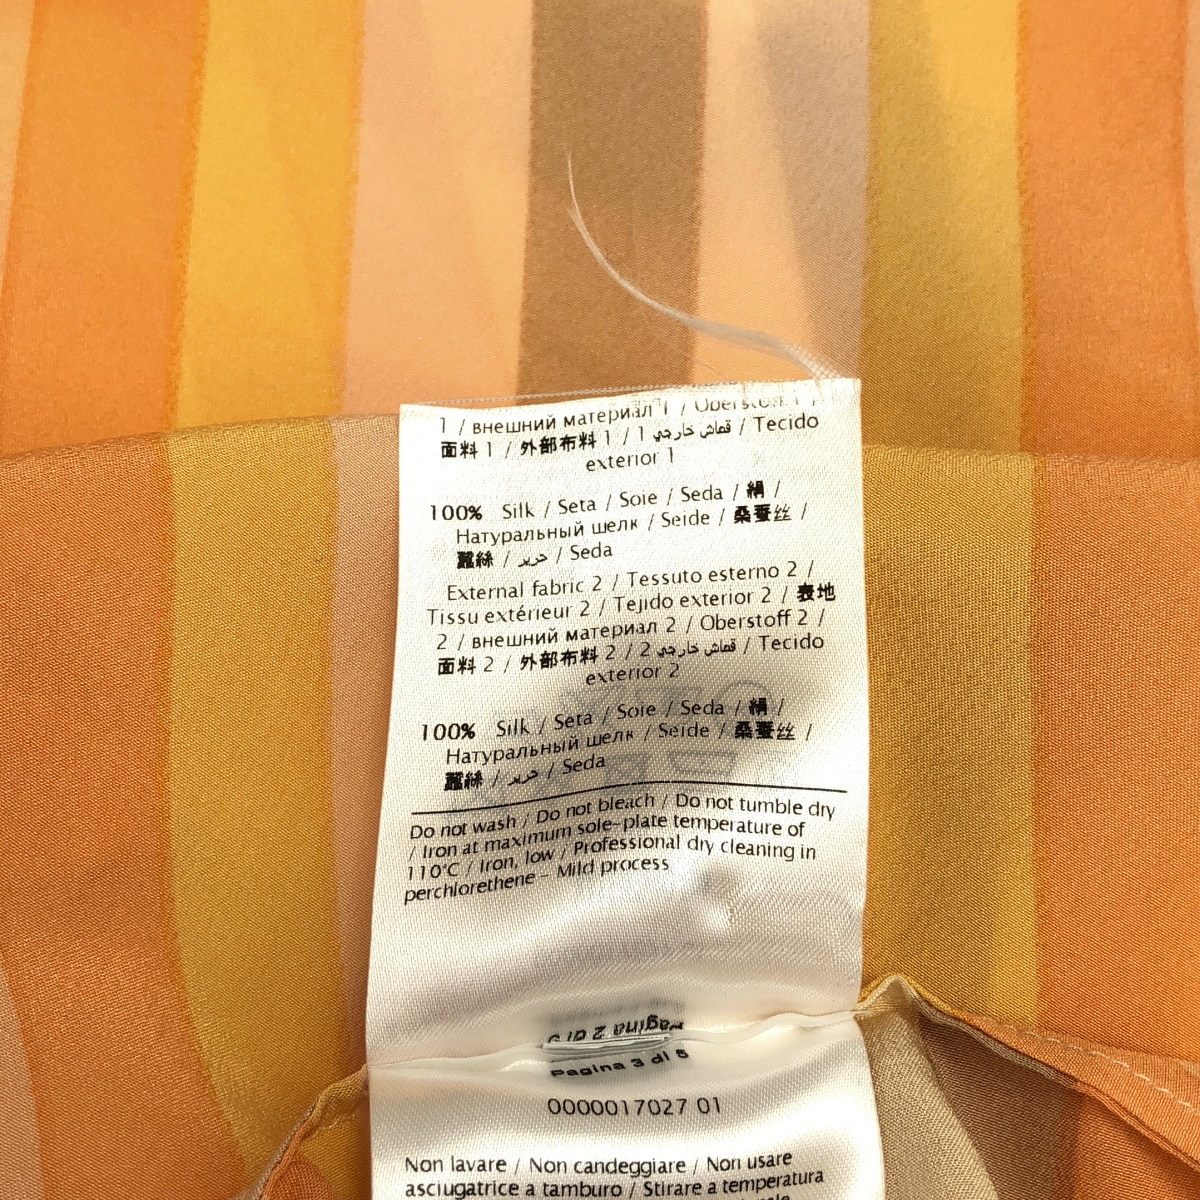 1 / внешний материал 1 / Oberstoff 1 /
面料 1 / 外部布料 1 / 1 قماش خارجي / Tecido
exterior 1
100% Silk / Seta / Soie / Seda / 絹 /
Натуральный шелк / Seide / 桑蚕丝 /
蠶絲 / حرير / Seda
External fabric 2 / Tessuto esterno 2 /
Tissu extérieur 2 / Tejido exterior 2 / 表地
2 / внешний материал 2 / Oberstoff 2 /
面料 2 / 外部布料 2 / 2 قماش خارجي / Tecido
exterior 2
100% Silk / Seta / Soie / Seda / 絹 /
Натуральный шелк / Seide / 桑蚕丝 /
蠶絲 / حرير / Seda
Do not wash / Do not bleach / Do not tumble dry
/ Iron at maximum sole-plate temperature of
110°C / Iron, low / Professional dry cleaning in
perchlorethene - Mild process
Pagina 2 di
Pagina 3 di 6
0000017027 01
Non lavare / Non candeggiare / Non usare
asciugatrice a tamburo / Stirare a temperatura